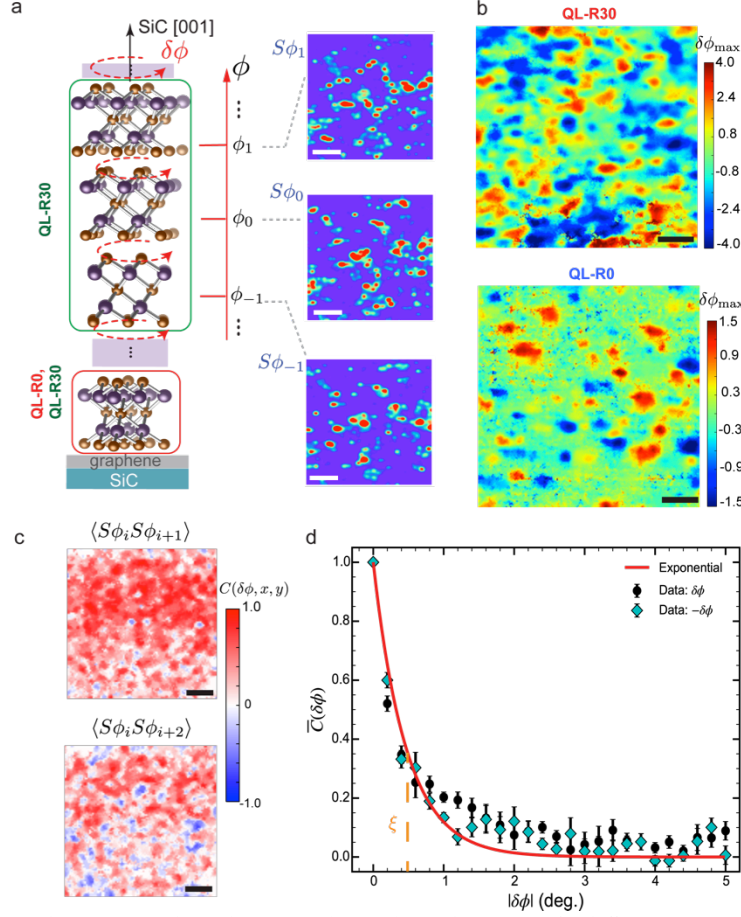 a
SiC [001]
δϕ
ϕ
⋮
ϕ₁
ϕ₀
ϕ₋₁
⋮
QL-R30
...
QL-R0,
QL-R30
graphene
SiC
Sϕ₁
Sϕ₀
Sϕ₋₁
b
QL-R30
δϕmax
4.0
2.4
0.8
-0.8
-2.4
-4.0
QL-R0
δϕmax
1.5
0.9
0.3
-0.3
-0.9
-1.5
c
⟨SϕᵢSϕᵢ₊₁⟩
C(δϕ, x, y)
1.0
0
-1.0
⟨SϕᵢSϕᵢ₊₂⟩
d
Exponential
Data: δϕ
Data: -δϕ
C̅(δϕ)
1.0
0.8
0.6
0.4
0.2
0.0
ξ
0 1 2 3 4 5
|δϕ| (deg.)